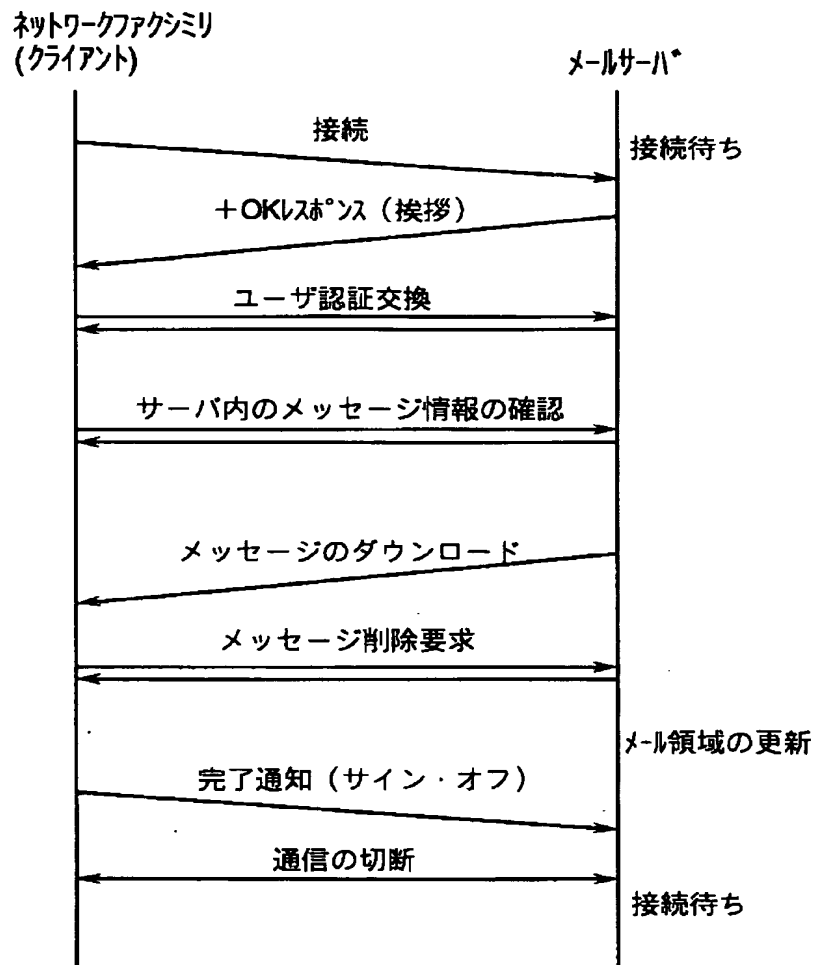 ﾈｯﾄﾜｰｸﾌｧｸｼﾐﾘ
(ｸﾗｲｱﾝﾄ)
ﾒｰﾙｻｰﾊﾞ
接続
接続待ち
＋OKﾚｽﾎﾟﾝｽ（挨拶）
ユーザ認証交換
サーバ内のメッセージ情報の確認
メッセージのダウンロード
メッセージ削除要求
ﾒｰﾙ領域の更新
完了通知（サイン・オフ）
通信の切断
接続待ち